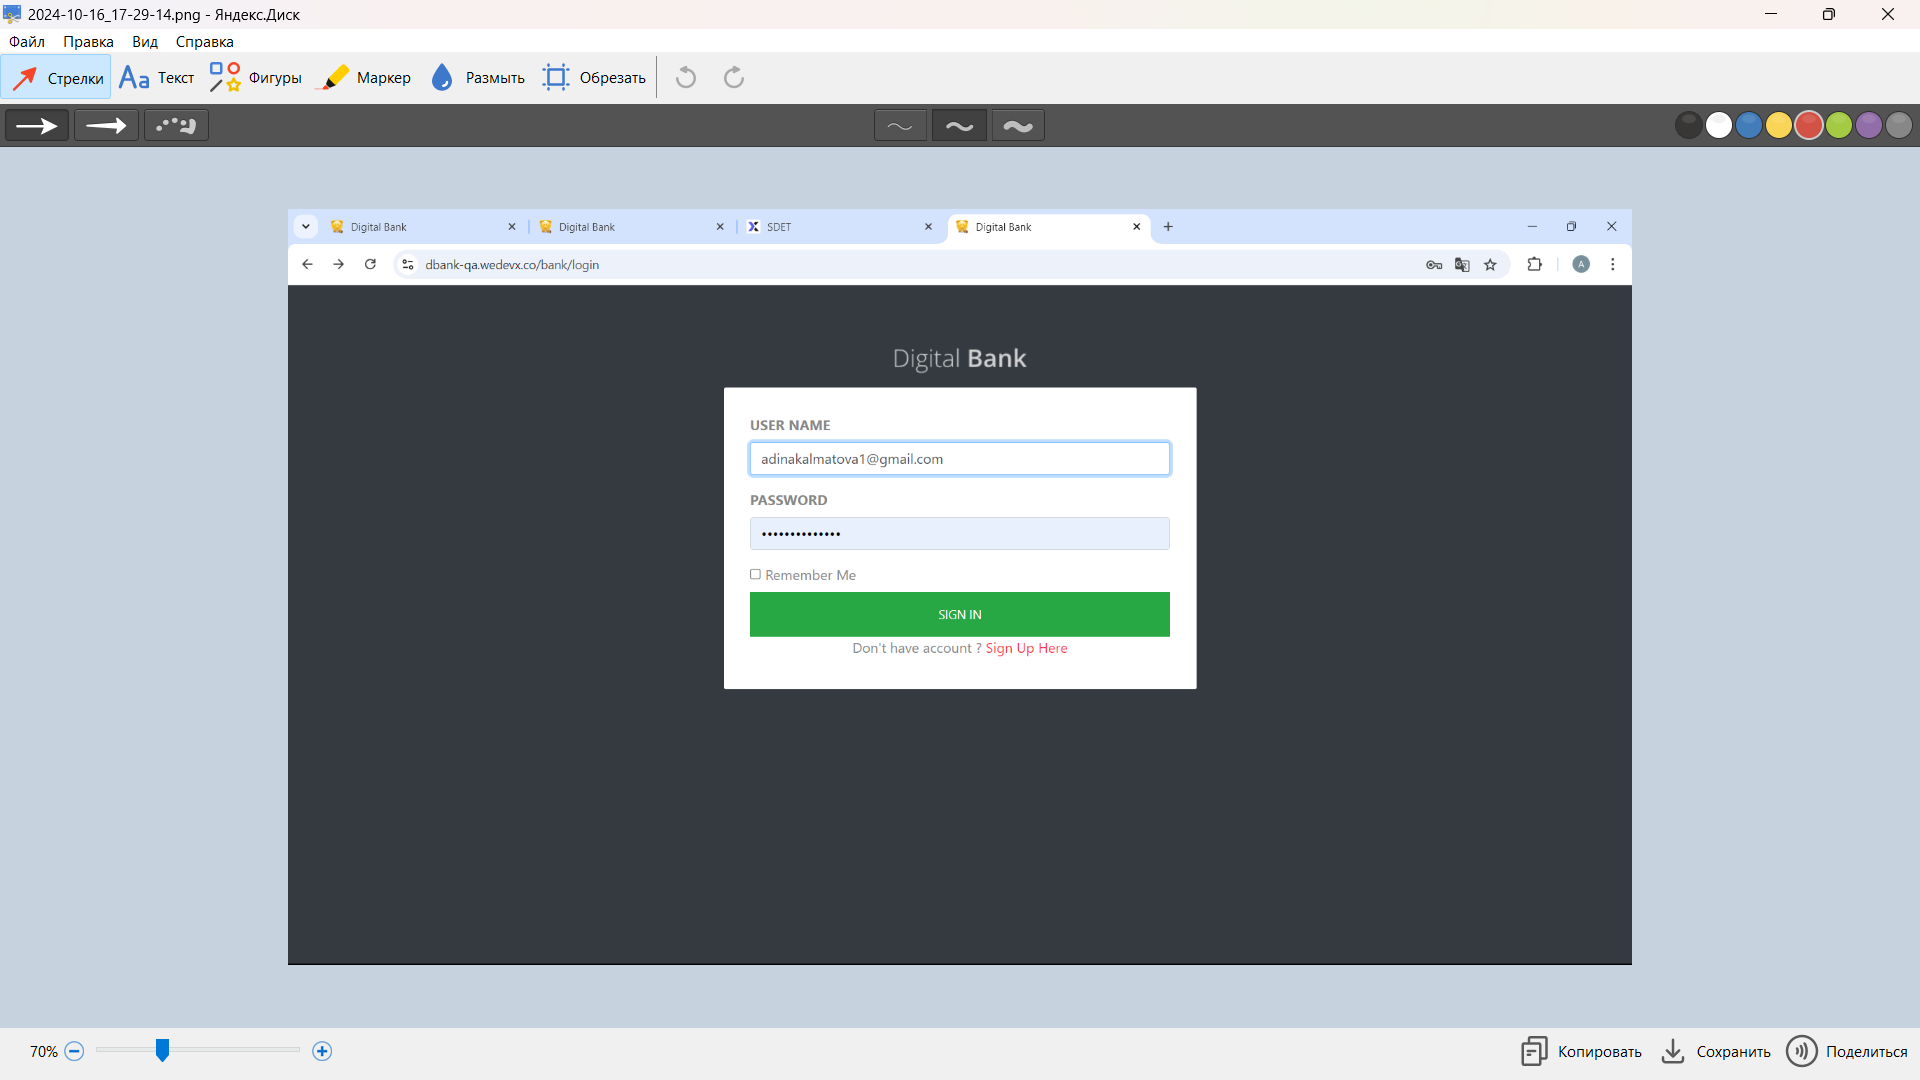 2024-10-16_17-29-14.png - Яндекс.Диск
Файл Правка Вид Справка
Стрелки Aa Текст Фигуры Маркер Размыть Обрезать
Digital Bank Digital Bank SDET Digital Bank
dbank-qa.wedevx.co/bank/login A
Digital Bank
USER NAME
adinakalmatova1@gmail.com
PASSWORD
••••••••••••••
Remember Me
SIGN IN
Don't have account ? Sign Up Here
70% Копировать Сохранить Поделиться